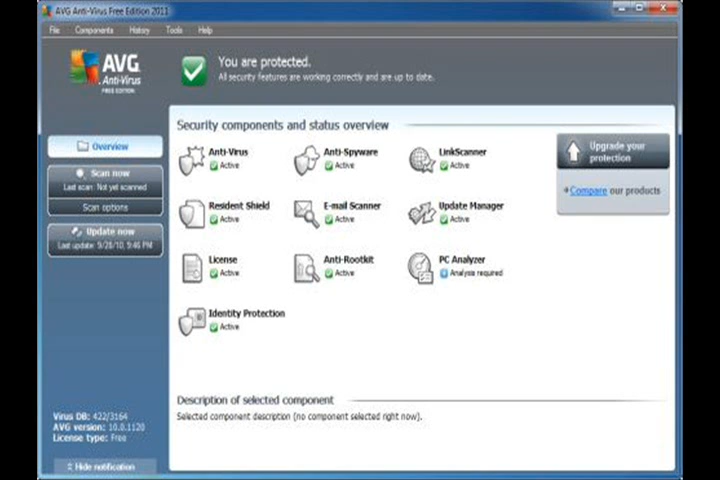 AVG Anti-Virus Free Edition 2011
File Components History Tools Help
AVG
Anti-Virus
FREE EDITION
You are protected.
All security features are working correctly and are up to date.
Overview
Scan now
Last scan: Not yet scanned
Scan options
Update now
Last update: 9/28/10, 9:46 PM
Security components and status overview
Anti-Virus
Active
Anti-Spyware
Active
LinkScanner
Active
Resident Shield
Active
E-mail Scanner
Active
Update Manager
Active
License
Active
Anti-Rootkit
Active
PC Analyzer
Analysis required
Identity Protection
Active
Upgrade your
protection
Compare our products
Description of selected component
Selected component description (no component selected right now).
Virus DB: 422/3164
AVG version: 10.0.1120
License type: Free
Hide notification